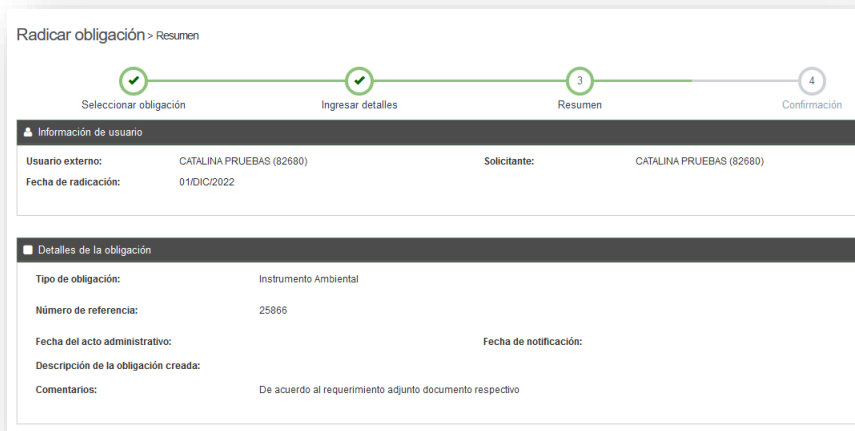 Radicar obligación > Resumen
3
4
Seleccionar obligación Ingresar detalles Resumen Confirmación
Información de usuario
Usuario externo: CATALINA PRUEBAS (82680) Solicitante: CATALINA PRUEBAS (82680)
Fecha de radicación: 01/DIC/2022
Detalles de la obligación
Tipo de obligación: Instrumento Ambiental
Número de referencia: 25866
Fecha del acto administrativo: Fecha de notificación:
Descripción de la obligación creada:
Comentarios: De acuerdo al requerimiento adjunto documento respectivo